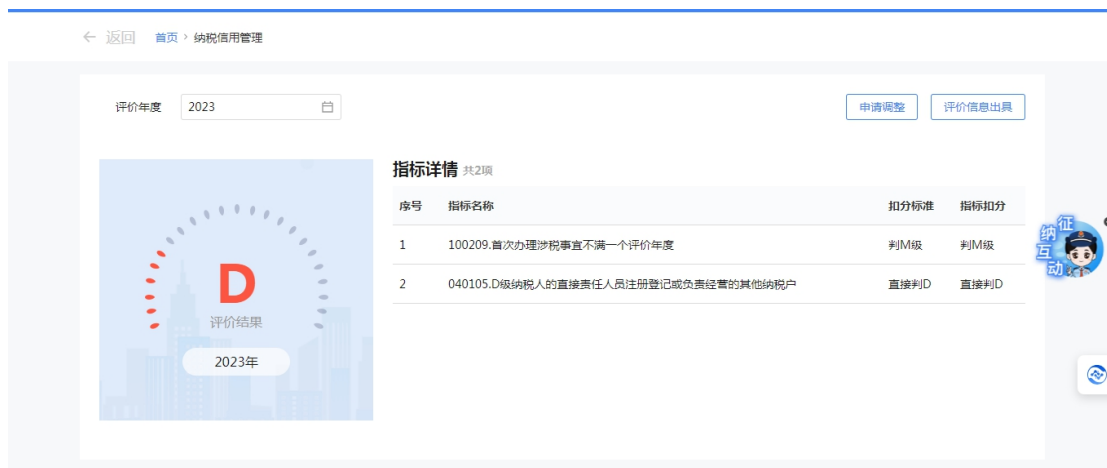 返回 首页 > 纳税信用管理
评价年度 2023 申请调整 评价信息出具
指标详情 共2项
序号 指标名称 扣分标准 指标扣分
1 100209.首次办理涉税事宜不满一个评价年度 判M级 判M级
2 040105.D级纳税人的直接责任人员注册登记或负责经营的其他纳税户 直接判D 直接判D
D
评价结果
2023年
征纳互动